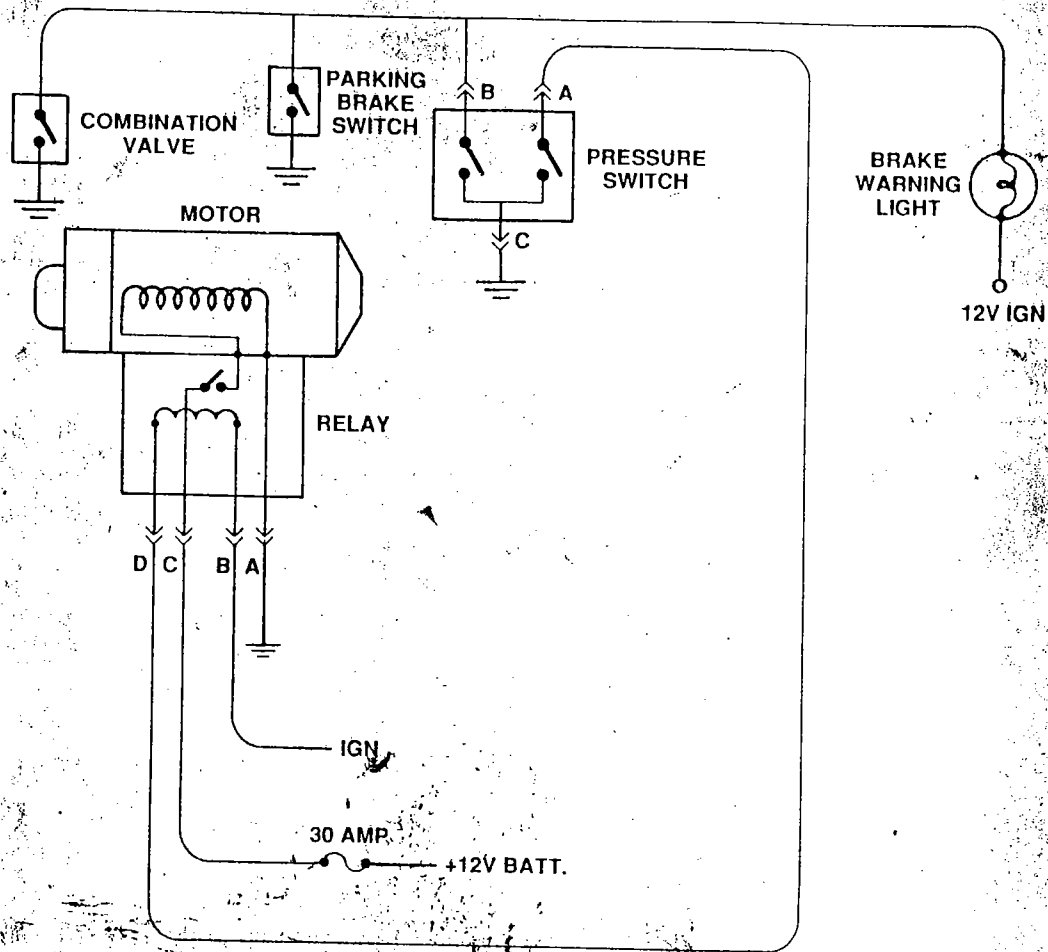 B
A
PARKING
BRAKE
SWITCH
COMBINATION
VALVE
PRESSURE
SWITCH
BRAKE
WARNING
LIGHT
MOTOR
C
12V IGN
RELAY
D
C
B
A
IGN
30 AMP
+12V BATT.